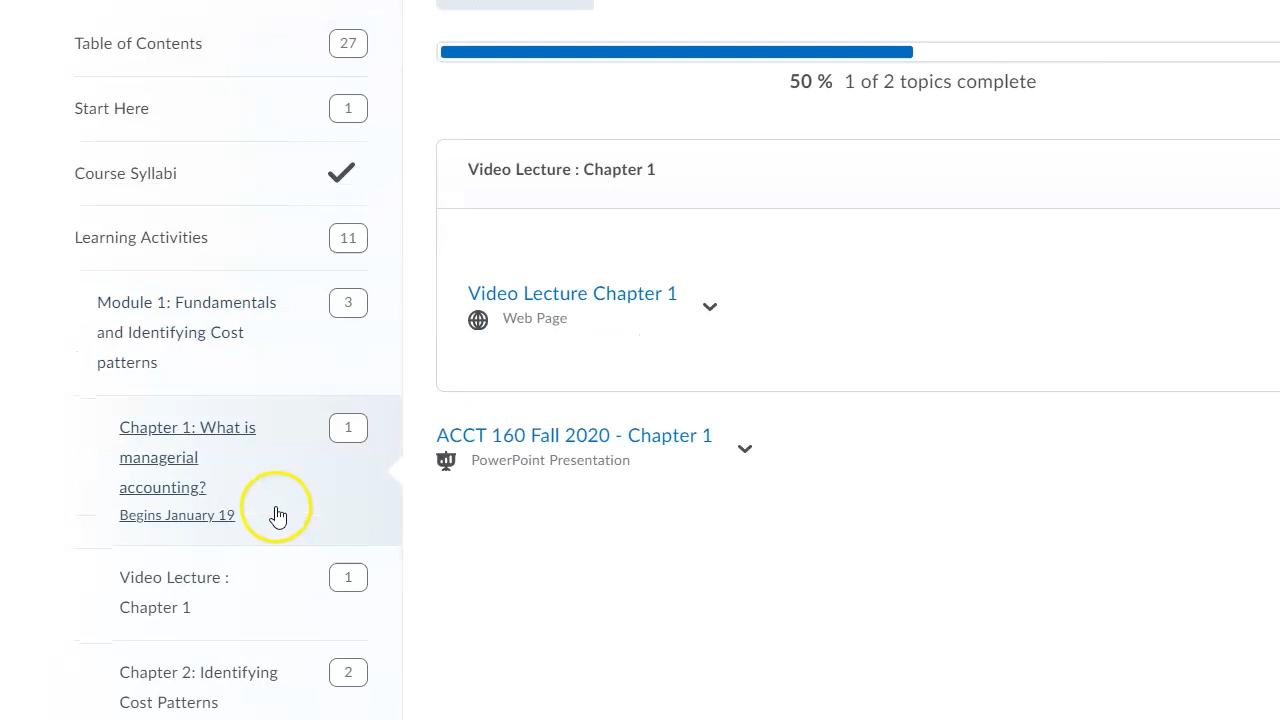 Table of Contents
27
Start Here
1
Course Syllabi
Learning Activities
11
Module 1: Fundamentals
and Identifying Cost
patterns
3
Chapter 1: What is
managerial
accounting?
Begins January 19
1
Video Lecture :
Chapter 1
1
Chapter 2: Identifying
Cost Patterns
2
50 % 1 of 2 topics complete
Video Lecture : Chapter 1
Video Lecture Chapter 1
Web Page
ACCT 160 Fall 2020 - Chapter 1
PowerPoint Presentation